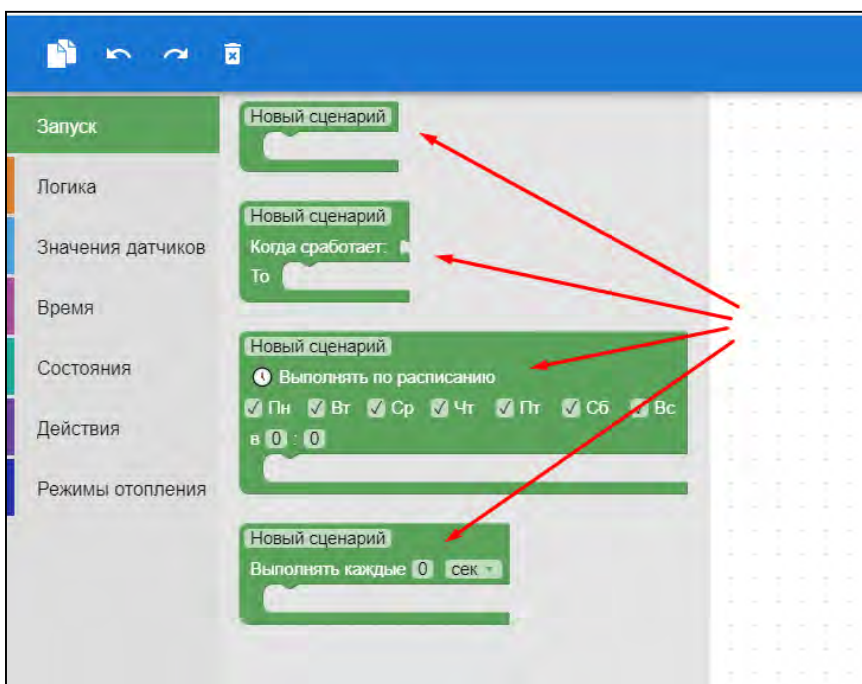 Запуск
Логика
Значения датчиков
Время
Состояния
Действия
Режимы отопления
Новый сценарий
Новый сценарий
Когда сработает:
То
Новый сценарий
Выполнять по расписанию
Пн Вт Ср Чт Пт Сб Вс
в 0 : 0
Новый сценарий
Выполнять каждые 0 сек